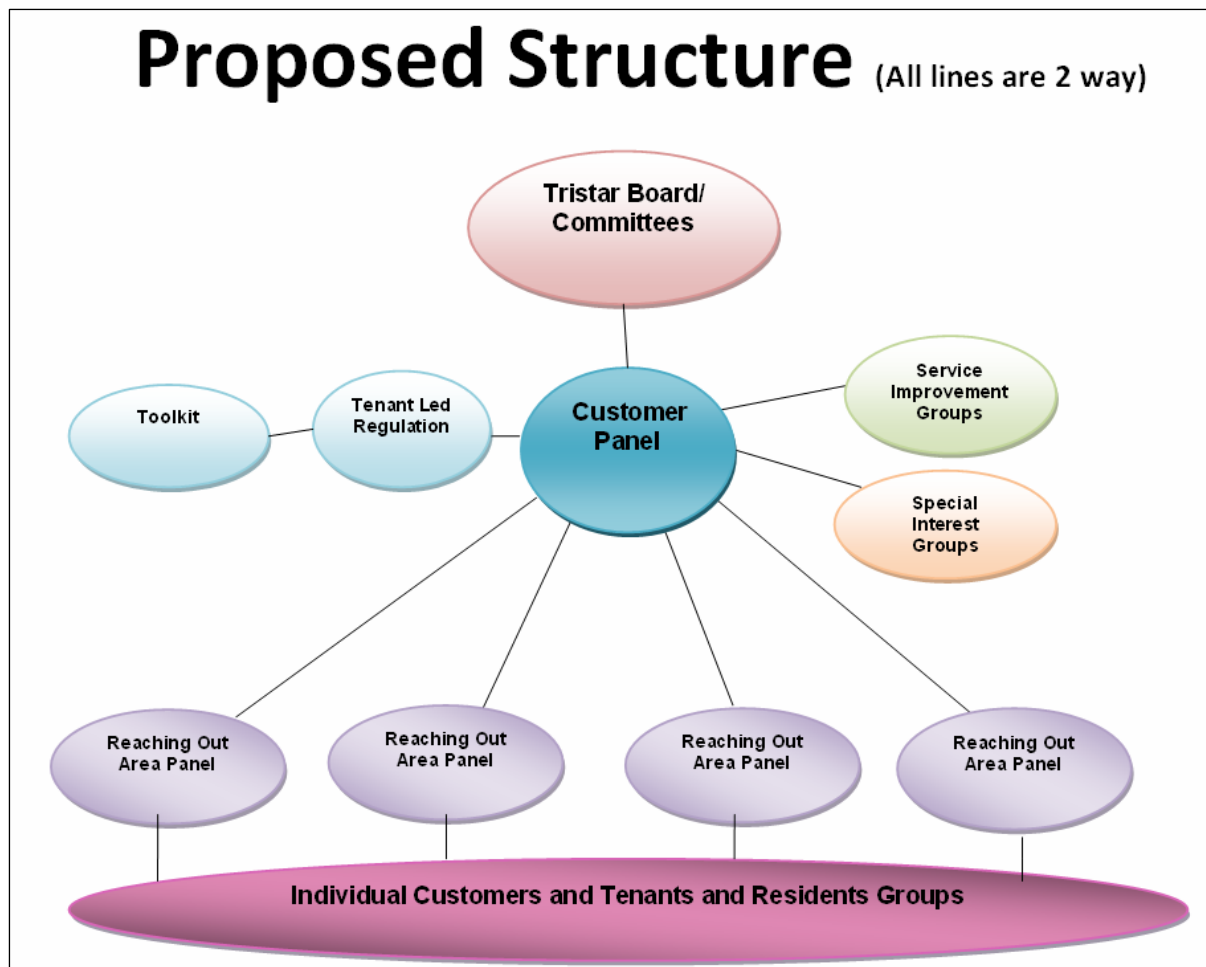 Proposed Structure (All lines are 2 way)
Tristar Board/
Committees
Service
Improvement
Groups
Toolkit
Tenant Led
Regulation
Customer
Panel
Special
Interest
Groups
Reaching Out
Area Panel
Reaching Out
Area Panel
Reaching Out
Area Panel
Reaching Out
Area Panel
Individual Customers and Tenants and Residents Groups